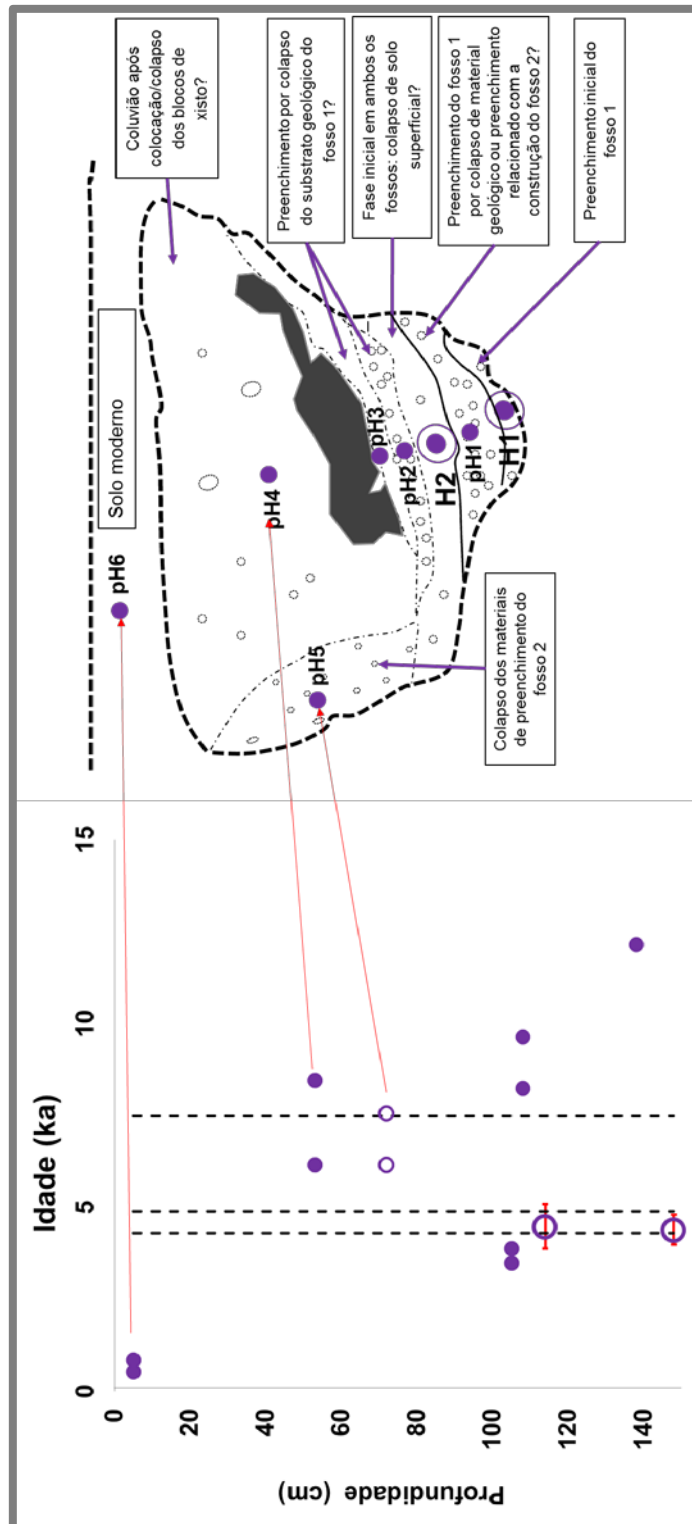 Idade (ka)
0
5
10
15
Profundidade (cm)
0
20
40
60
80
100
120
140
pH6
Solo moderno
pH4
pH5
pH3
pH2
H2
pH1
H1
Coluvião após
colocação/colapso
dos blocos de
xisto?
Preenchimento por colapso
do substrato geológico do
fosso 1?
Fase inicial em ambos os
fossos: colapso de solo
superficial?
Preenchimento do fosso 1
por colapso de material
geológico ou preenchimento
relacionado com a
construção do fosso 2?
Preenchimento inicial do
fosso 1
Colapso dos materiais
de preenchimento do
fosso 2